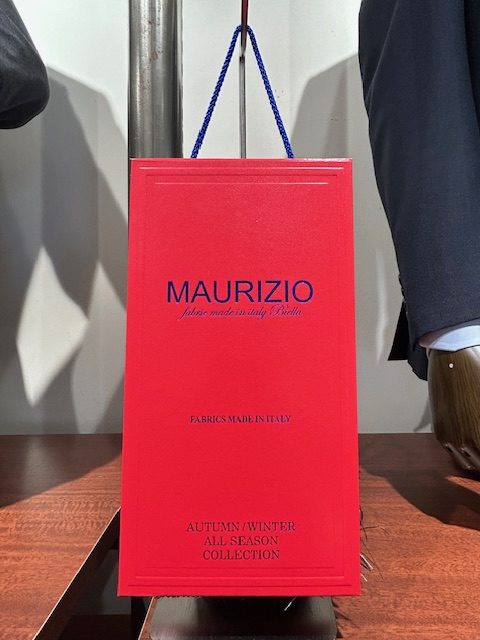 MAURIZIO
fabric made in italy Biella
FABRICS MADE IN ITALY
AUTUMN/WINTER
ALL SEASON
COLLECTION